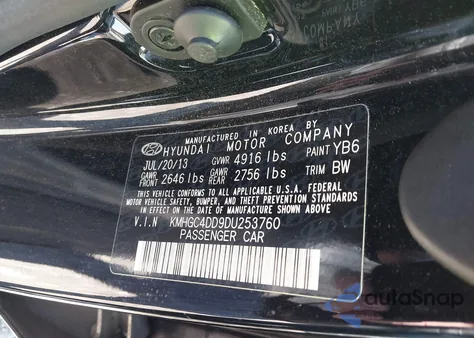 MANUFACTURED IN KOREA BY
HYUNDAI MOTOR COMPANY
JUL/20/13 GVWR 4916 lbs PAINT YB6
GAWR FRONT 2646 lbs GAWR REAR 2756 lbs TRIM BW
THIS VEHICLE CONFORMS TO ALL APPLICABLE U.S.A. FEDERAL
MOTOR VEHICLE SAFETY, BUMPER, AND THEFT PREVENTION STANDARDS
IN EFFECT ON THE DATE OF MANUFACTURE SHOWN ABOVE.
V.I.N KMHGC4DD9DU253760
PASSENGER CAR
autoSnap